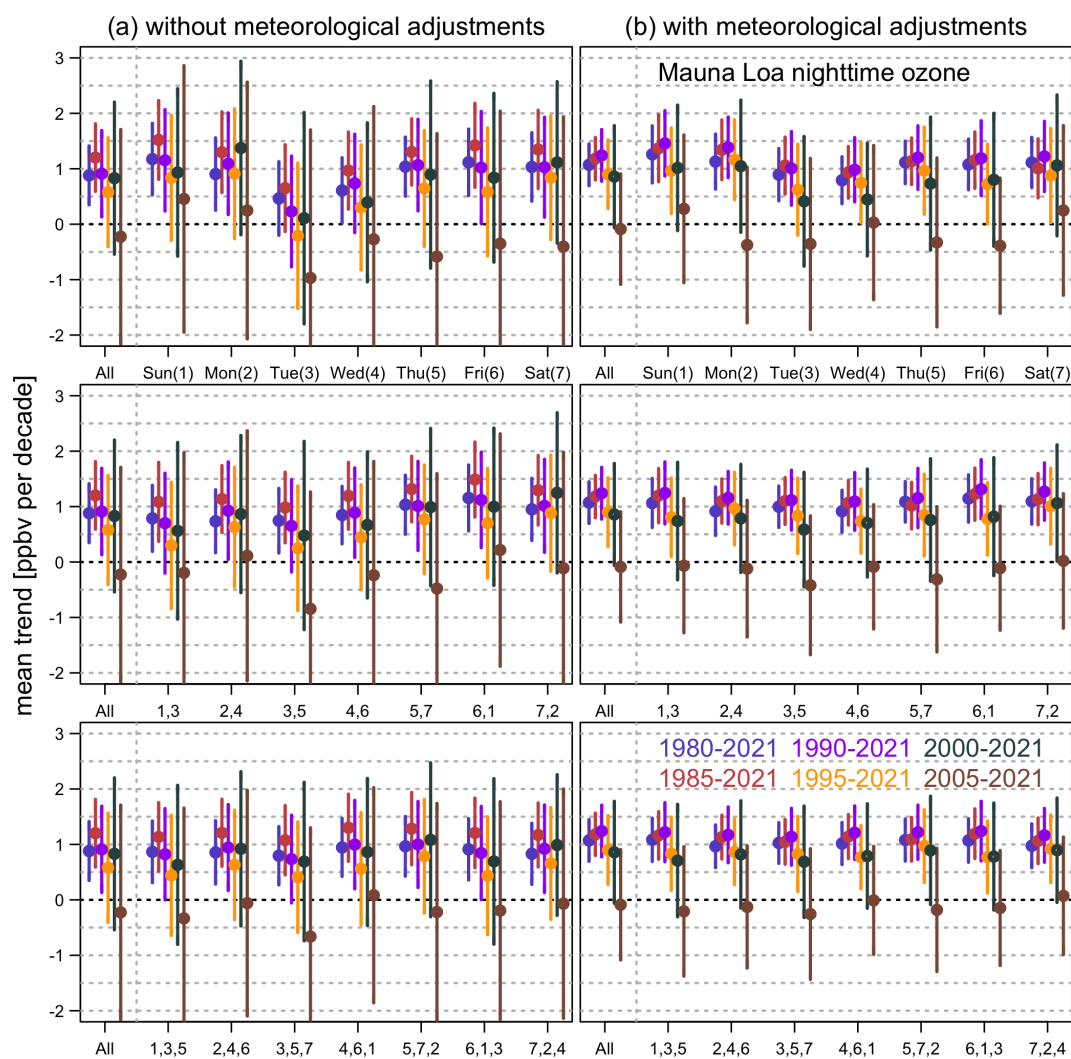 (a) without meteorological adjustments
(b) with meteorological adjustments
Mauna Loa nighttime ozone
3
2
1
0
-1
-2
All Sun(1) Mon(2) Tue(3) Wed(4) Thu(5) Fri(6) Sat(7)
All Sun(1) Mon(2) Tue(3) Wed(4) Thu(5) Fri(6) Sat(7)
mean trend [ppbv per decade]
3
2
1
0
-1
-2
All 1,3 2,4 3,5 4,6 5,7 6,1 7,2
All 1,3 2,4 3,5 4,6 5,7 6,1 7,2
1980-2021 1990-2021 2000-2021
1985-2021 1995-2021 2005-2021
3
2
1
0
-1
-2
All 1,3,5 2,4,6 3,5,7 4,6,1 5,7,2 6,1,3 7,2,4
All 1,3,5 2,4,6 3,5,7 4,6,1 5,7,2 6,1,3 7,2,4